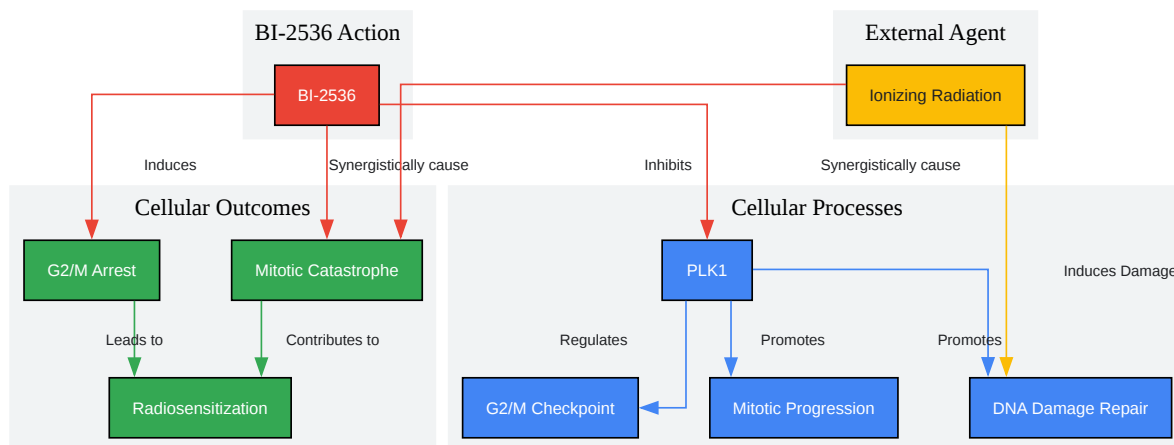 BI-2536 Action
External Agent
BI-2536
Ionizing Radiation
Induces
Synergistically cause
Inhibits
Synergistically cause
Cellular Outcomes
Cellular Processes
G2/M Arrest
Mitotic Catastrophe
PLK1
Induces Damage
Leads to
Contributes to
Regulates
Promotes
Promotes
Radiosensitization
G2/M Checkpoint
Mitotic Progression
DNA Damage Repair